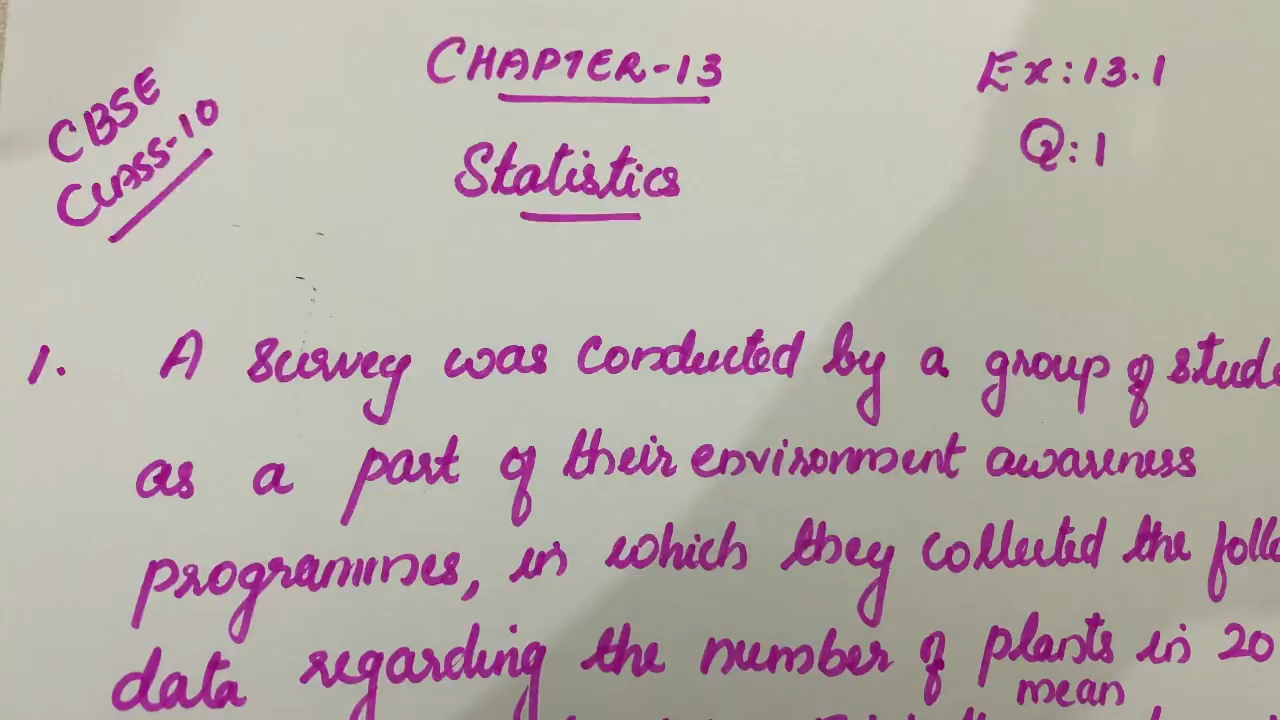 CHAPTER-13
Ex: 13.1
CBSE
CLASS-10
Statistics
Q: 1
1. A survey was conducted by a group of stude
as a part of their environment awareness
programmes, in which they collected the follo
data regarding the number of plants in 20
mean